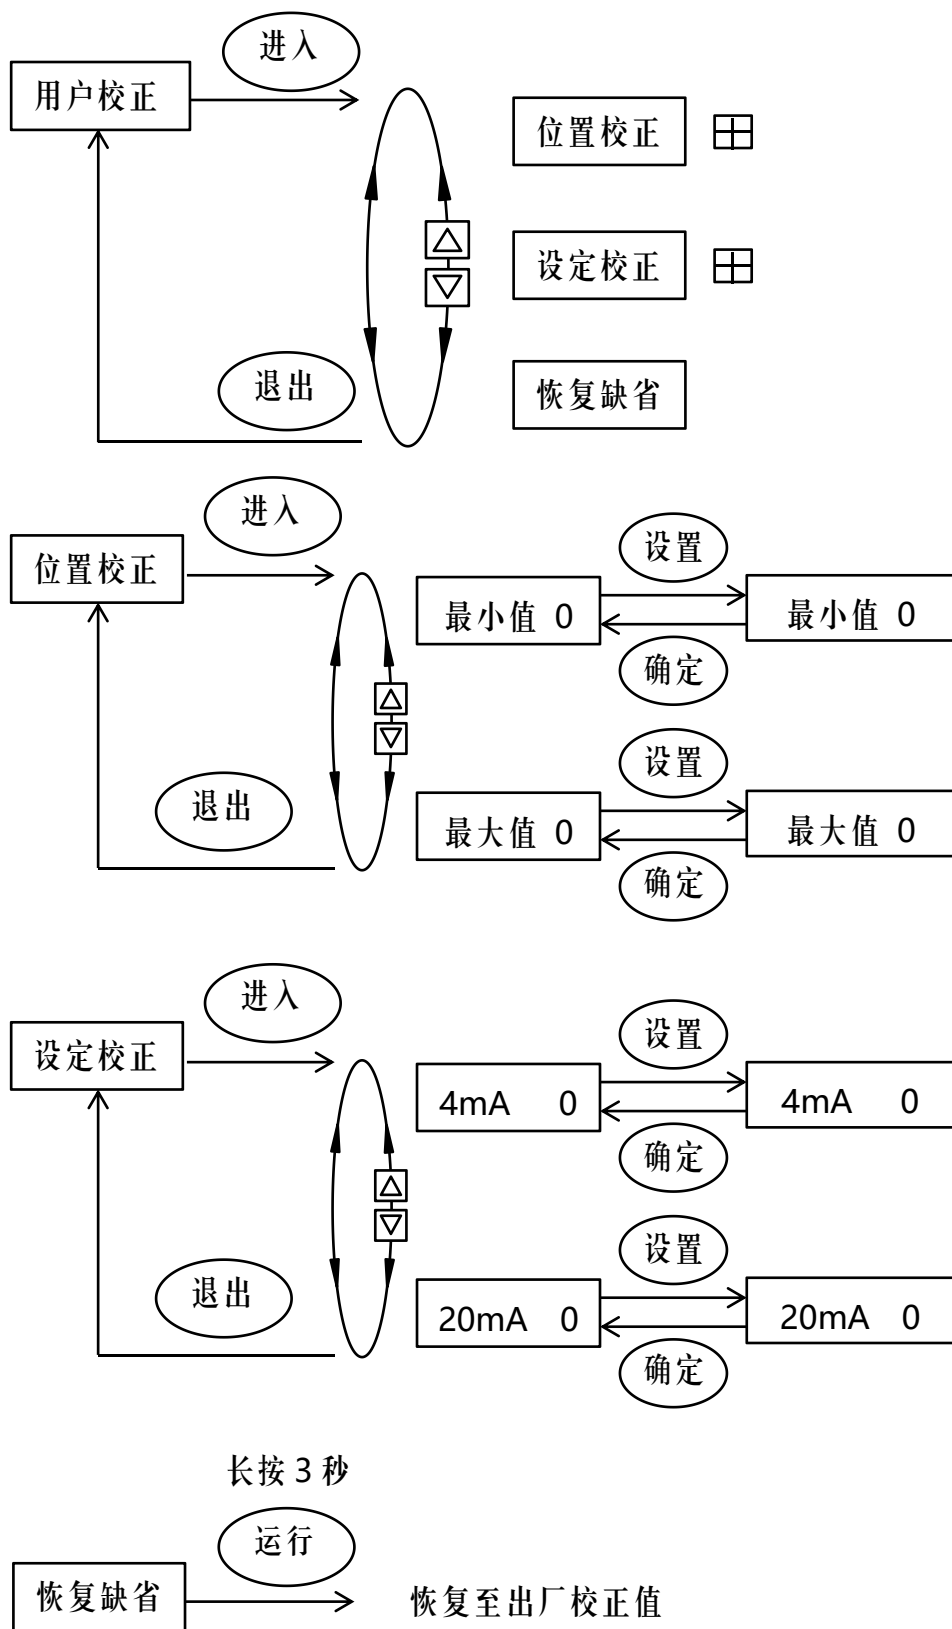 进入
用户校正
位置校正
设定校正
退出
恢复缺省
进入
设置
位置校正
最小值 0
最小值 0
确定
设置
退出
最大值 0
最大值 0
确定
进入
设置
设定校正
4mA 0
4mA 0
确定
设置
退出
20mA 0
20mA 0
确定
长按 3 秒
运行
恢复缺省
恢复至出厂校正值